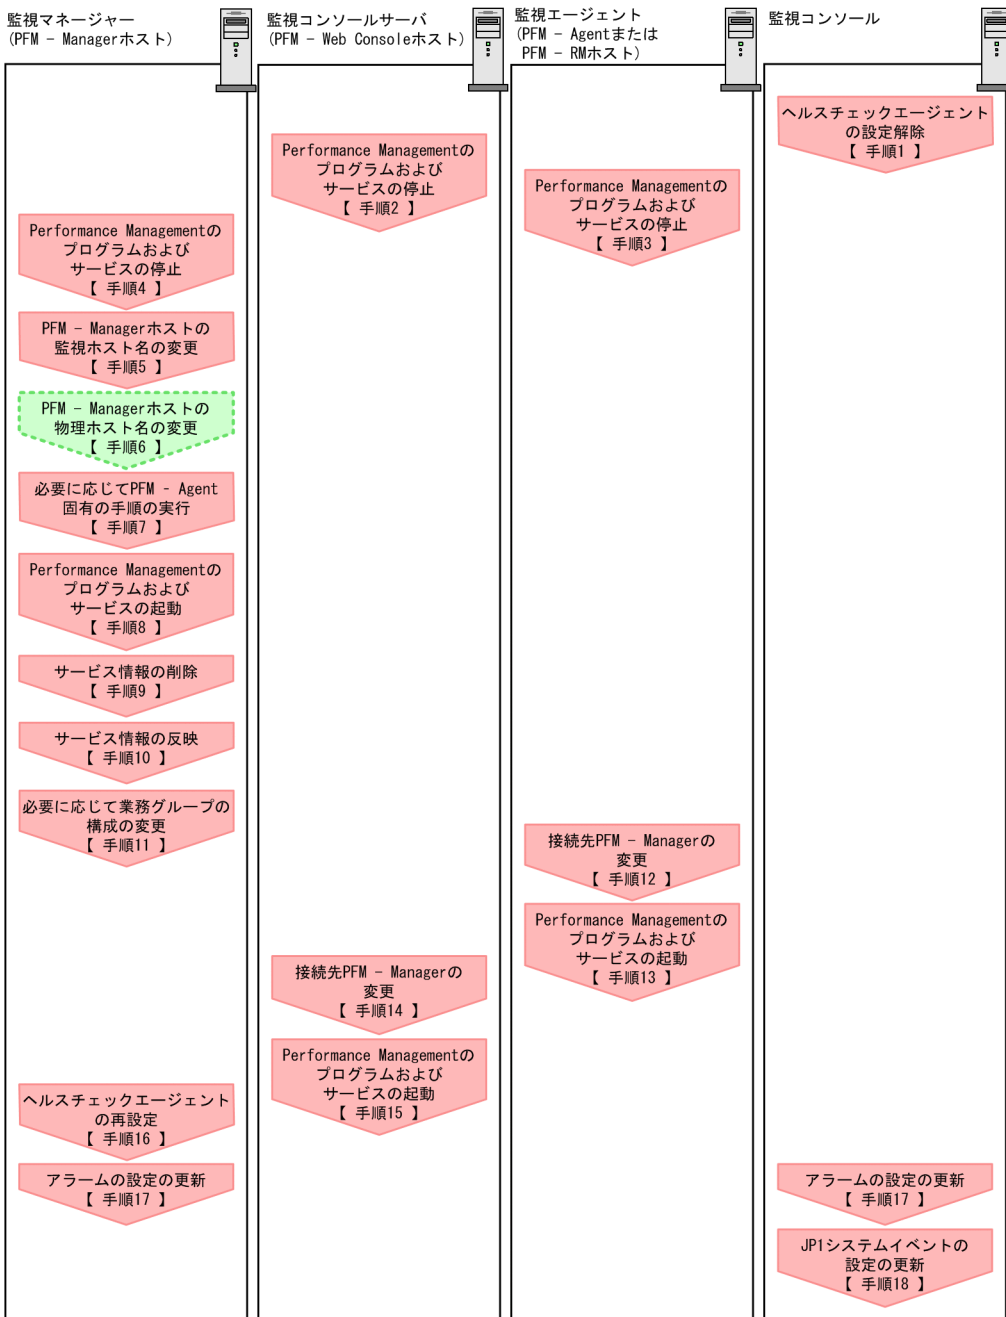 監視マネージャー
(PFM - Managerホスト)
監視コンソールサーバ
(PFM - Web Consoleホスト)
監視エージェント
(PFM - Agentまたは
PFM - RMホスト)
監視コンソール
ヘルスチェックエージェント
の設定解除
【 手順1 】
Performance Managementの
プログラムおよび
サービスの停止
【 手順2 】
Performance Managementの
プログラムおよび
サービスの停止
【 手順3 】
Performance Managementの
プログラムおよび
サービスの停止
【 手順4 】
PFM - Managerホストの
監視ホスト名の変更
【 手順5 】
PFM - Managerホストの
物理ホスト名の変更
【 手順6 】
必要に応じてPFM - Agent
固有の手順の実行
【 手順7 】
Performance Managementの
プログラムおよび
サービスの起動
【 手順8 】
サービス情報の削除
【 手順9 】
サービス情報の反映
【 手順10 】
必要に応じて業務グループの
構成の変更
【 手順11 】
接続先PFM - Managerの
変更
【 手順12 】
Performance Managementの
プログラムおよび
サービスの起動
【 手順13 】
接続先PFM - Managerの
変更
【 手順14 】
Performance Managementの
プログラムおよび
サービスの起動
【 手順15 】
ヘルスチェックエージェント
の再設定
【 手順16 】
アラームの設定の更新
【 手順17 】
アラームの設定の更新
【 手順17 】
JP1システムイベントの
設定の更新
【 手順18 】